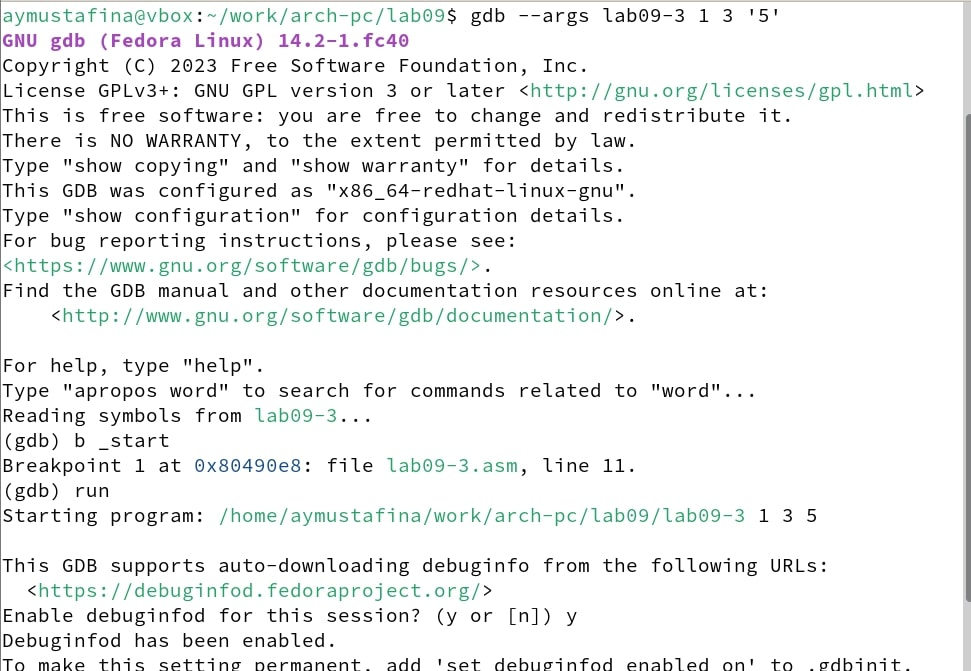 aymustafina@vbox:~/work/arch-pc/lab09$ gdb --args lab09-3 1 3 '5'
GNU gdb (Fedora Linux) 14.2-1.fc40
Copyright (C) 2023 Free Software Foundation, Inc.
License GPLv3+: GNU GPL version 3 or later <http://gnu.org/licenses/gpl.html>
This is free software: you are free to change and redistribute it.
There is NO WARRANTY, to the extent permitted by law.
Type "show copying" and "show warranty" for details.
This GDB was configured as "x86_64-redhat-linux-gnu".
Type "show configuration" for configuration details.
For bug reporting instructions, please see:
<https://www.gnu.org/software/gdb/bugs/>.
Find the GDB manual and other documentation resources online at:
    <http://www.gnu.org/software/gdb/documentation/>.

For help, type "help".
Type "apropos word" to search for commands related to "word"...
Reading symbols from lab09-3...
(gdb) b _start
Breakpoint 1 at 0x80490e8: file lab09-3.asm, line 11.
(gdb) run
Starting program: /home/aymustafina/work/arch-pc/lab09/lab09-3 1 3 5

This GDB supports auto-downloading debuginfo from the following URLs:
  <https://debuginfod.fedoraproject.org/>
Enable debuginfod for this session? (y or [n]) y
Debuginfod has been enabled.
To make this setting permanent, add 'set debuginfod enabled on' to .gdbinit.